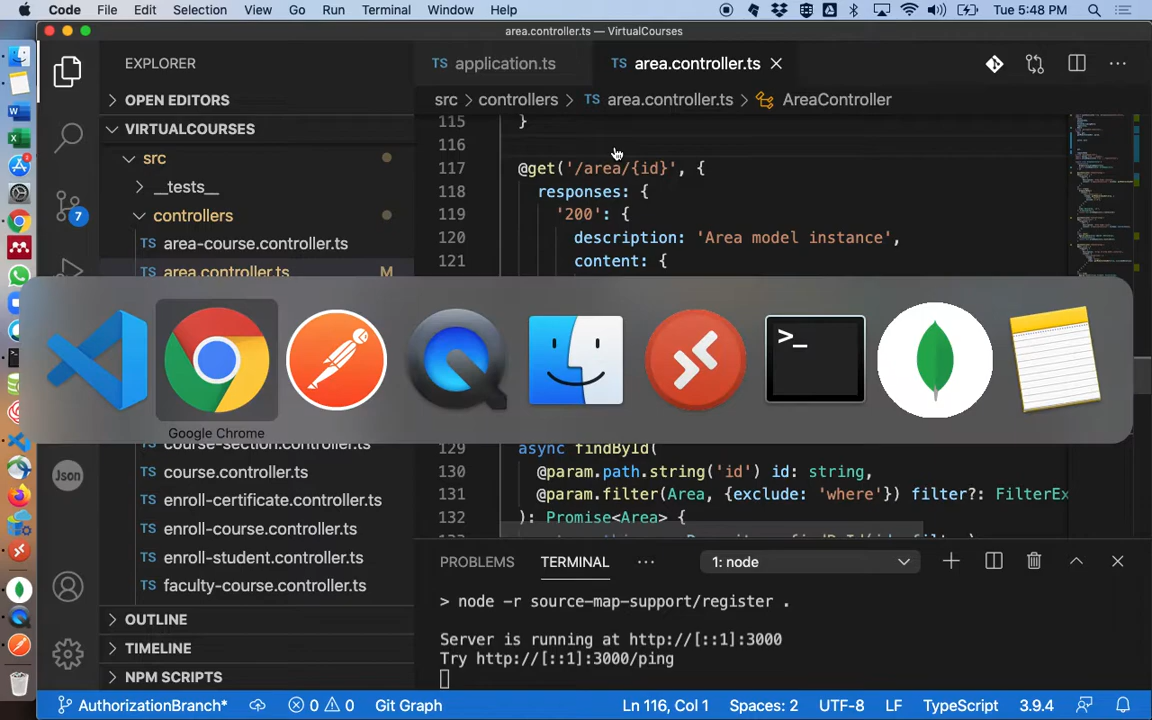 Code File Edit Selection View Go Run Terminal Window Help Tue 5:48 PM
area.controller.ts — VirtualCourses
EXPLORER
application.ts
area.controller.ts
OPEN EDITORS
src > controllers > TS area.controller.ts > AreaController
VIRTUALCOURSES
src
__tests__
controllers
TS area-course.controller.ts
TS area.controller.ts M
7
115 }
116
117 @get('/area/{id}', {
118 responses: {
119 '200': {
120 description: 'Area model instance',
121 content: {
Google Chrome
TS course.controller.ts
TS enroll-certificate.controller.ts
TS enroll-course.controller.ts
TS enroll-student.controller.ts
TS faculty-course.controller.ts
Json
129 async findById(
130 @param.path.string('id') id: string,
131 @param.filter(Area, {exclude: 'where'}) filter?: FilterEx
132 ): Promise<Area> {
OUTLINE
TIMELINE
NPM SCRIPTS
PROBLEMS TERMINAL ··· 1: node
> node -r source-map-support/register .
Server is running at http://[::1]:3000
Try http://[::1]:3000/ping
AuthorizationBranch* 0 0 Git Graph Ln 116, Col 1 Spaces: 2 UTF-8 LF TypeScript 3.9.4